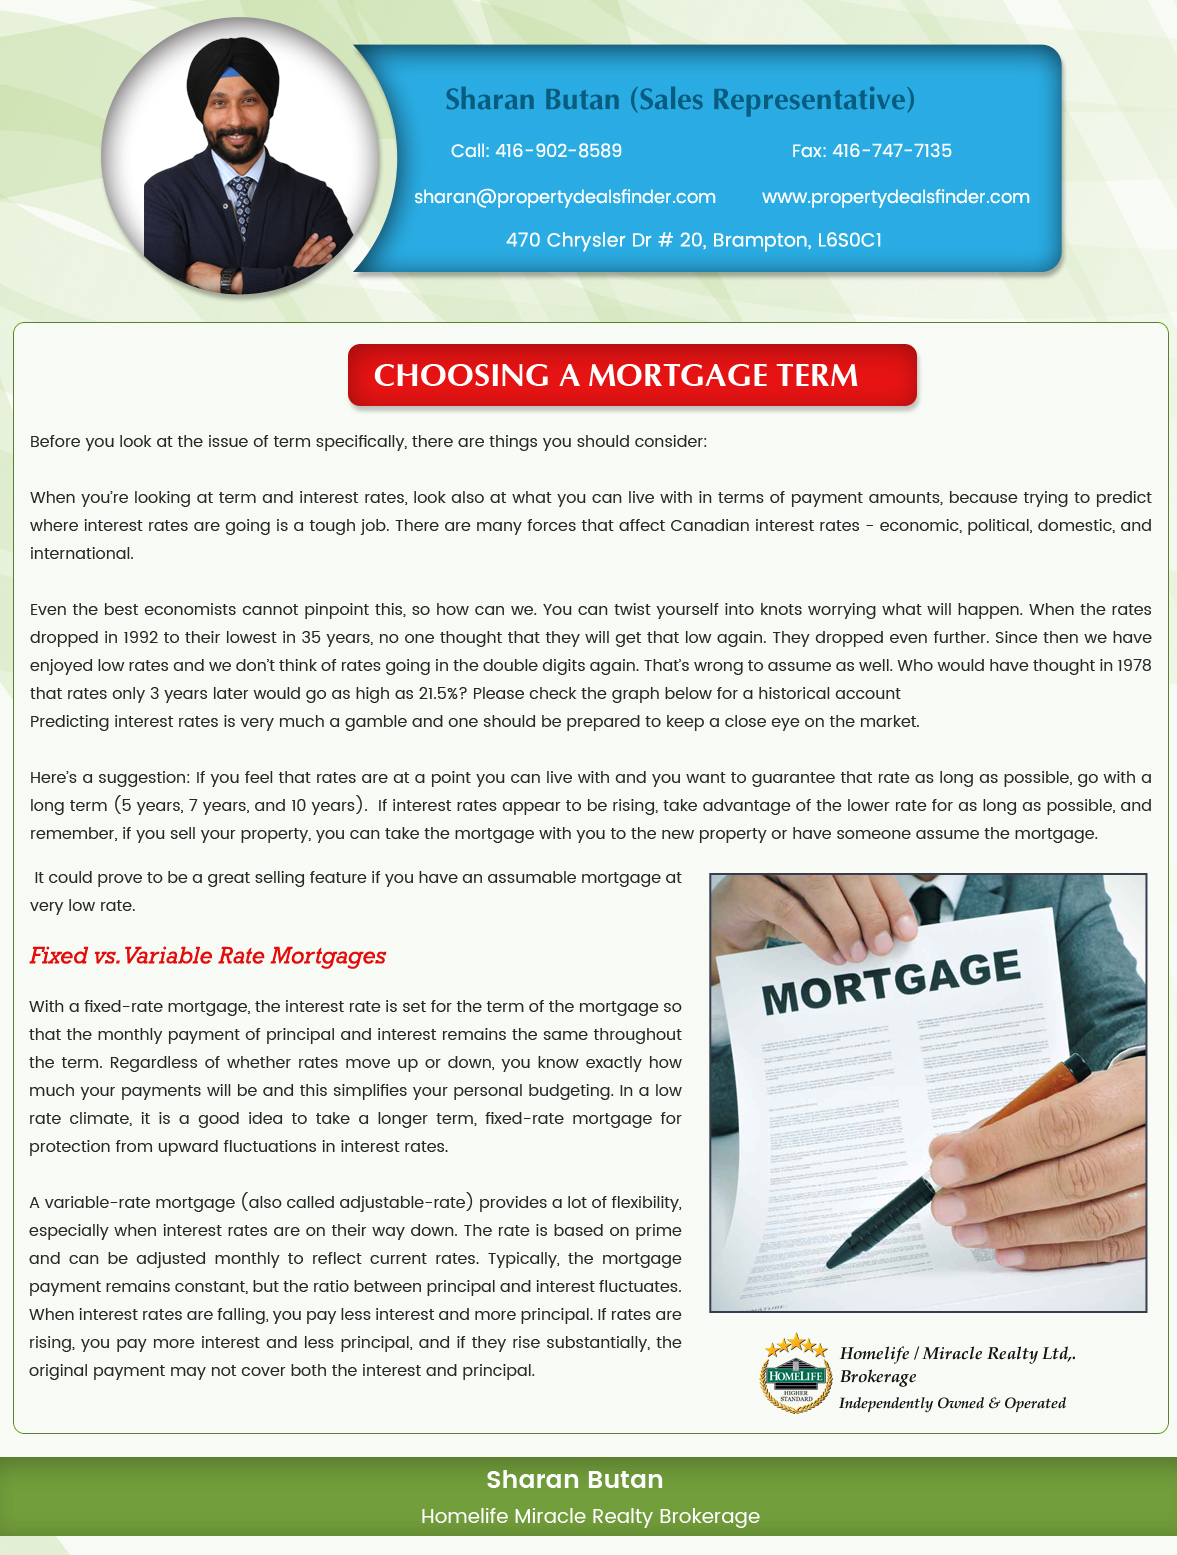 Sharan Butan (Sales Representative)
Call: 416-902-8589
Fax: 416-747-7135
sharan@propertydealsfinder.com
www.propertydealsfinder.com
470 Chrysler Dr # 20, Brampton, L6S0C1
CHOOSING A MORTGAGE TERM
Before you look at the issue of term specifically, there are things you should consider:
When you're looking at term and interest rates, look also at what you can live with in terms of payment amounts, because trying to predict
where interest rates are going is a tough job. There are many forces that affect Canadian interest rates - economic, political, domestic, and
international.
Even the best economists cannot pinpoint this, so how can we. You can twist yourself into knots worrying what will happen. When the rates
dropped in 1992 to their lowest in 35 years, no one thought that they will get that low again. They dropped even further. Since then we have
enjoyed low rates and we don't think of rates going in the double digits again. That's wrong to assume as well. Who would have thought in 1978
that rates only 3 years later would go as high as 21.5%? Please check the graph below for a historical account
Predicting interest rates is very much a gamble and one should be prepared to keep a close eye on the market.
Here's a suggestion: If you feel that rates are at a point you can live with and you want to guarantee that rate as long as possible, go with a
long term (5 years, 7 years, and 10 years). If interest rates appear to be rising, take advantage of the lower rate for as long as possible, and
remember, if you sell your property, you can take the mortgage with you to the new property or have someone assume the mortgage.
It could prove to be a great selling feature if you have an assumable mortgage at
very low rate.
Fixed vs. Variable Rate Mortgages
With a fixed-rate mortgage, the interest rate is set for the term of the mortgage so
that the monthly payment of principal and interest remains the same throughout
the term. Regardless of whether rates move up or down, you know exactly how
much your payments will be and this simplifies your personal budgeting. In a low
rate climate, it is a good idea to take a longer term, fixed-rate mortgage for
protection from upward fluctuations in interest rates.
A variable-rate mortgage (also called adjustable-rate) provides a lot of flexibility,
especially when interest rates are on their way down. The rate is based on prime
and can be adjusted monthly to reflect current rates. Typically, the mortgage
payment remains constant, but the ratio between principal and interest fluctuates.
When interest rates are falling, you pay less interest and more principal. If rates are
rising, you pay more interest and less principal, and if they rise substantially, the
original payment may not cover both the interest and principal.
MORTGAGE
HOMELIFE
HIGHER
STANDARD
Homelife / Miracle Realty Ltd,.
Brokerage
Independently Owned & Operated
Sharan Butan
Homelife Miracle Realty Brokerage